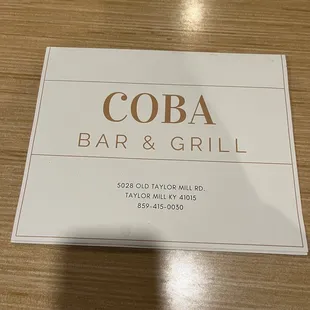 COBA
BAR & GRILL
5028 OLD TAYLOR MILL RD.
TAYLOR MILL KY 41015
859-415-0030